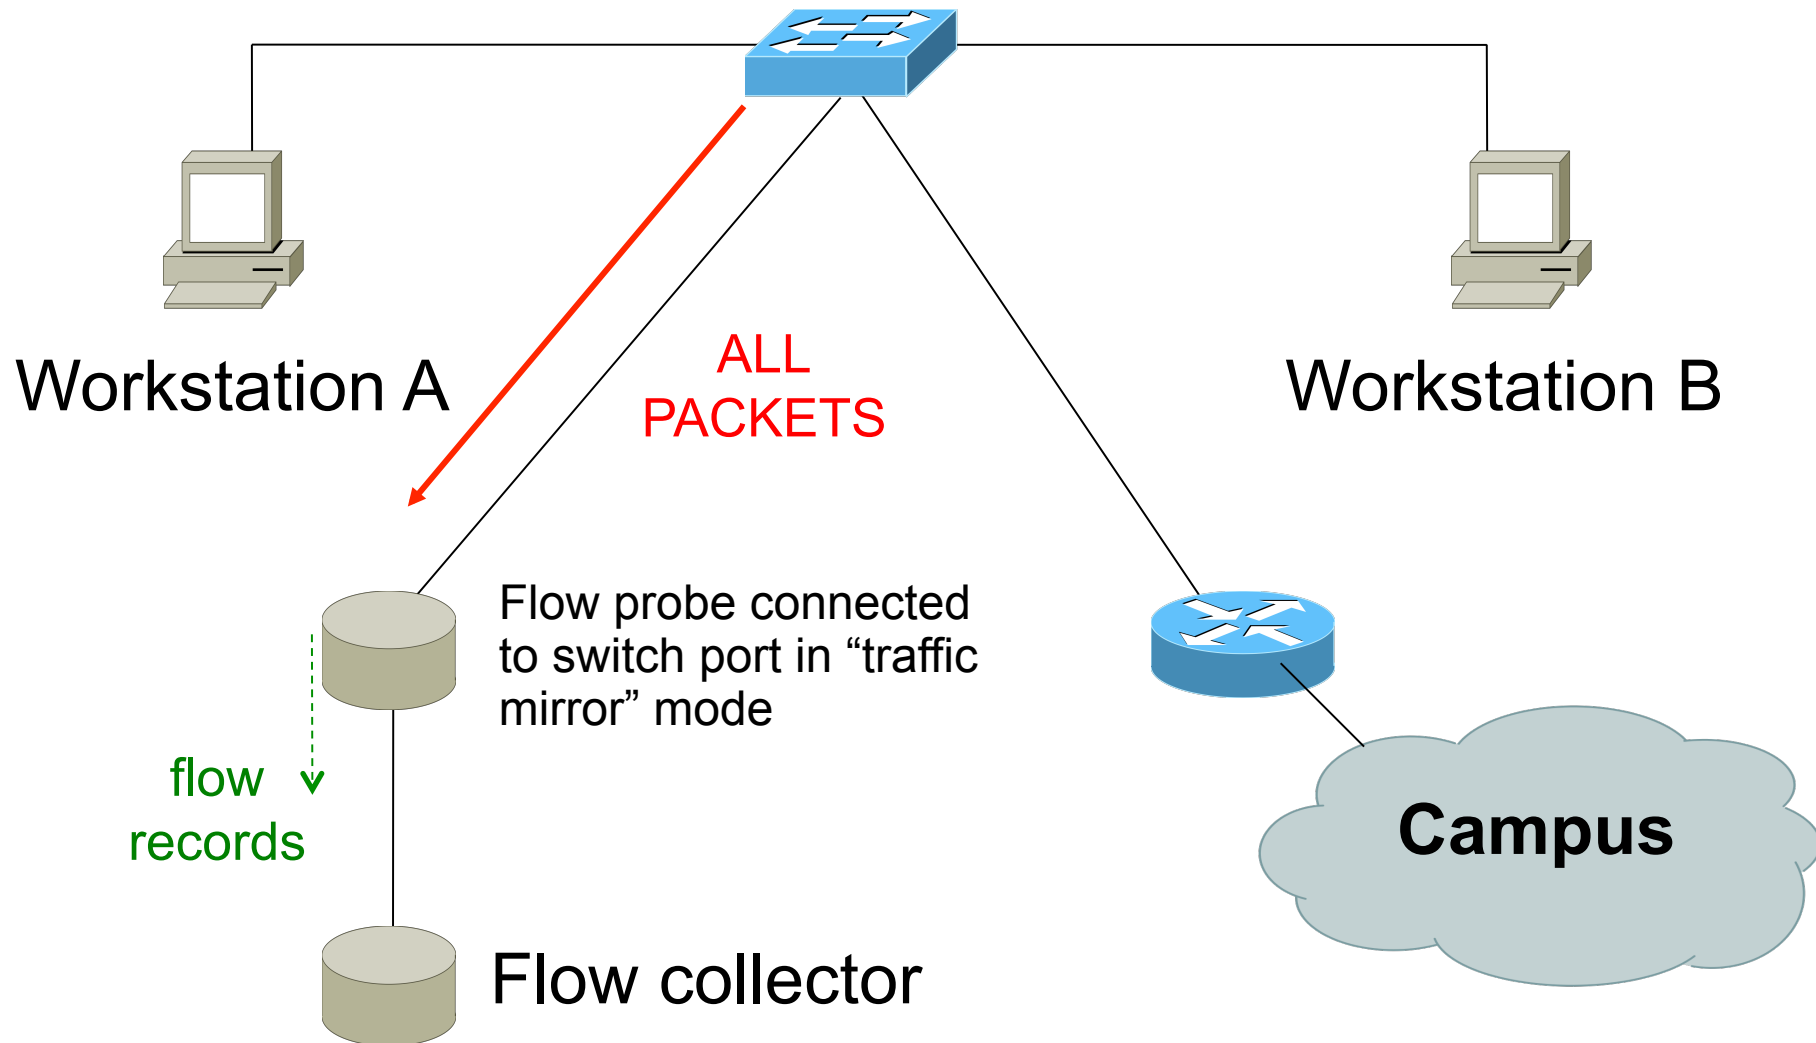 ALL
PACKETS
Workstation A
Workstation B
Flow probe connected
to switch port in “traffic
mirror” mode
flow
records
Campus
Flow collector